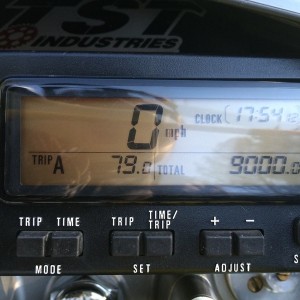 TST
INDUSTRIES
0 mph
CLOCK 17:54
TRIP A 79.0 TOTAL 9000.0
TRIP TIME TRIP TIME/TRIP + -
MODE SET ADJUST